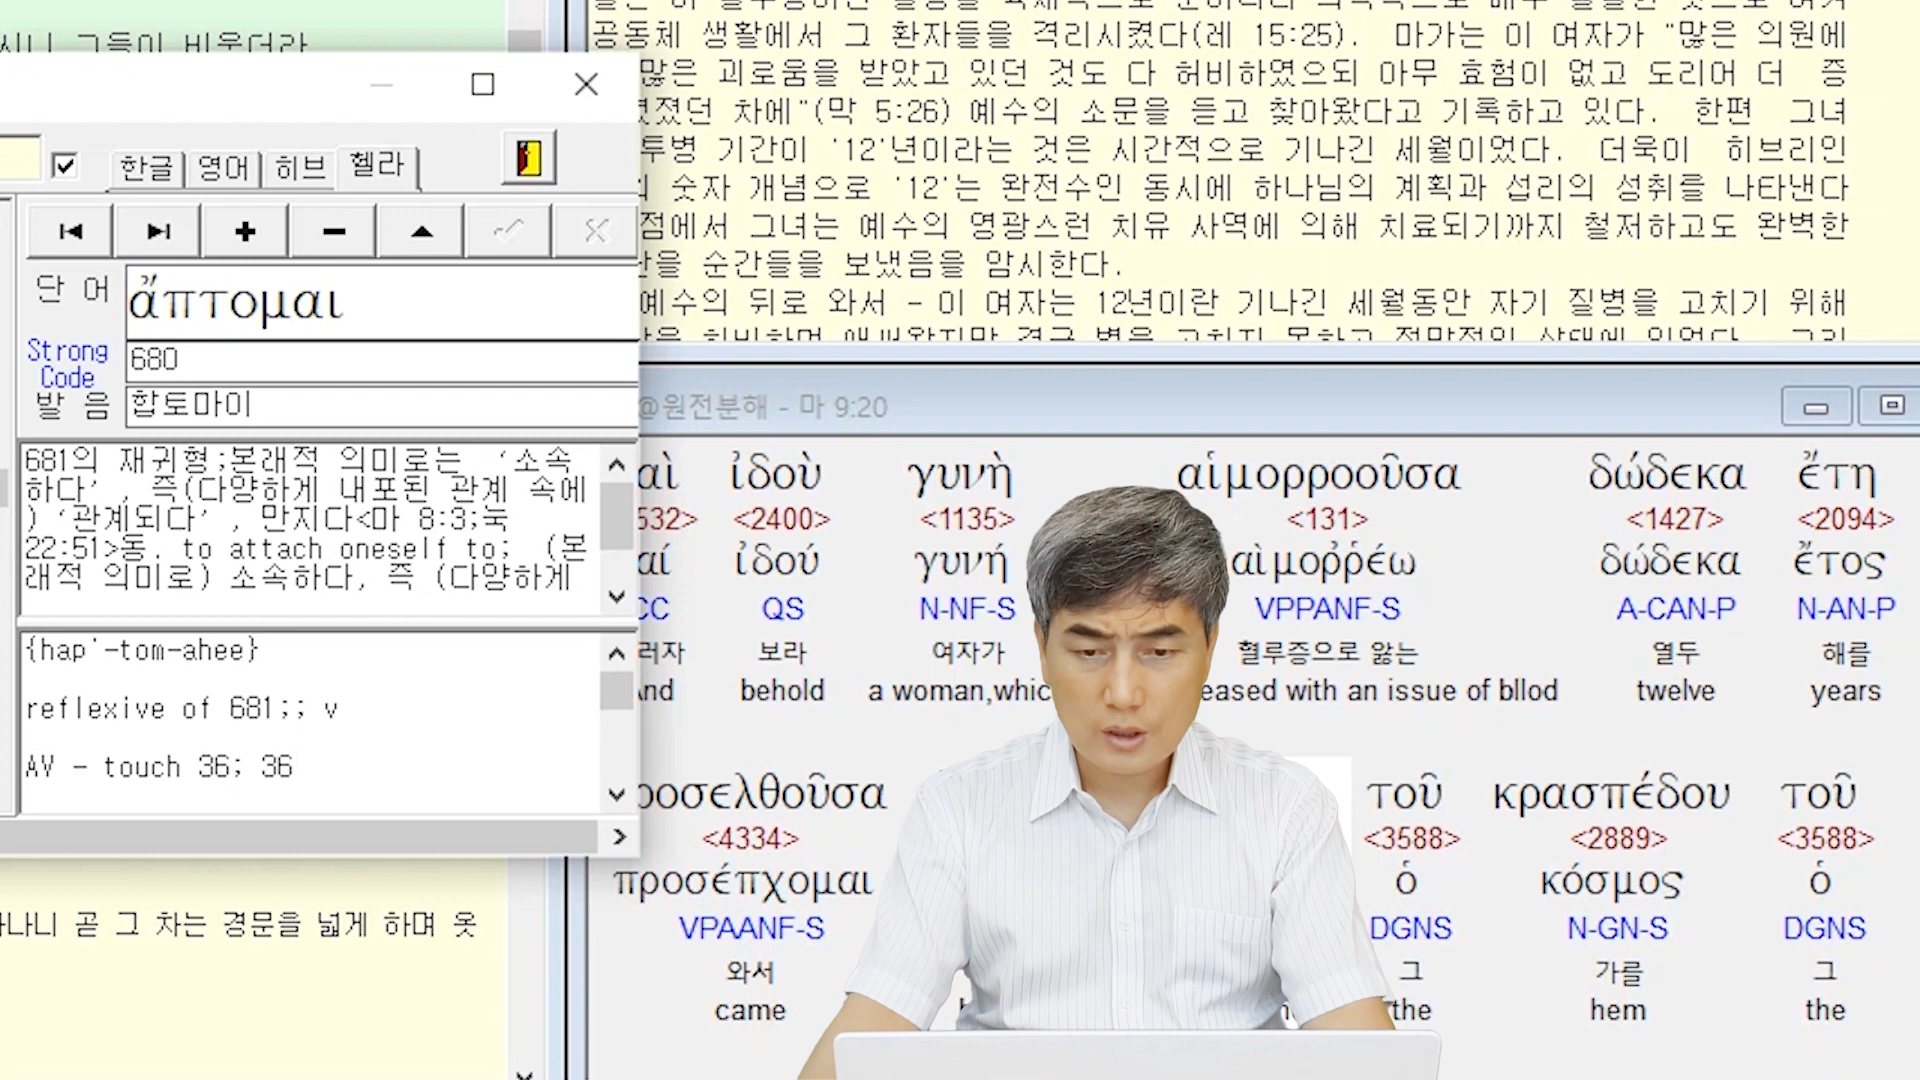 시니 그들이 비웃더라
공동체 생활에서 그 환자들을 격리시켰다(레 15:25). 마가는 이 여자가 "많은 의원에
많은 괴로움을 받았고 있던 것도 다 허비하였으되 아무 효험이 없고 도리어 더 증
졌던 차에"(막 5:26) 예수의 소문을 듣고 찾아왔다고 기록하고 있다. 한편 그녀
투병 기간이 '12'년이라는 것은 시간적으로 기나긴 세월이었다. 더욱이 히브리인
숫자 개념으로 '12'는 완전수인 동시에 하나님의 계획과 섭리의 성취를 나타낸다
점에서 그녀는 예수의 영광스런 치유 사역에 의해 치료되기까지 철저하고도 완벽한
순간들을 보냈음을 암시한다.
예수의 뒤로 와서 - 이 여자는 12년이란 기나긴 세월동안 자기 질병을 고치기 위해
한글 영어 히브 헬라
단 어 ἅπτομαι
Strong Code 680
발 음 합토마이
681의 재귀형;본래적 의미로는 ‘소속
하다’, 즉(다양하게 내포된 관계 속에
)‘관계되다’, 만지다<마 8:3;눅
22:51>동. to attach oneself to; (본
래적 의미로) 소속하다, 즉 (다양하게
{hap'-tom-ahee}
reflexive of 681;; v
AV - touch 36; 36
@원전분해 - 마 9:20
αὶ ἰδοὺ γυνὴ αἱμορροοῦσα δώδεκα ἔτη
532> <2400> <1135> <131> <1427> <2094>
αί ἰδού γυνή αἱμοῤῥέω δώδεκα ἔτος
CC QS N-NF-S VPPANF-S A-CAN-P N-AN-P
러자 보라 여자가 혈루증으로 앓는 열두 해를
And behold a woman,whic eased with an issue of bllod twelve years
ροσελθοῦσα τοῦ κρασπέδου τοῦ
<4334> <3588> <2889> <3588>
προσέπχομαι ὁ κόσμος ὁ
VPAANF-S DGNS N-GN-S DGNS
와서 그 가를 그
came the hem the
나니 곧 그 차는 경문을 넓게 하며 옷